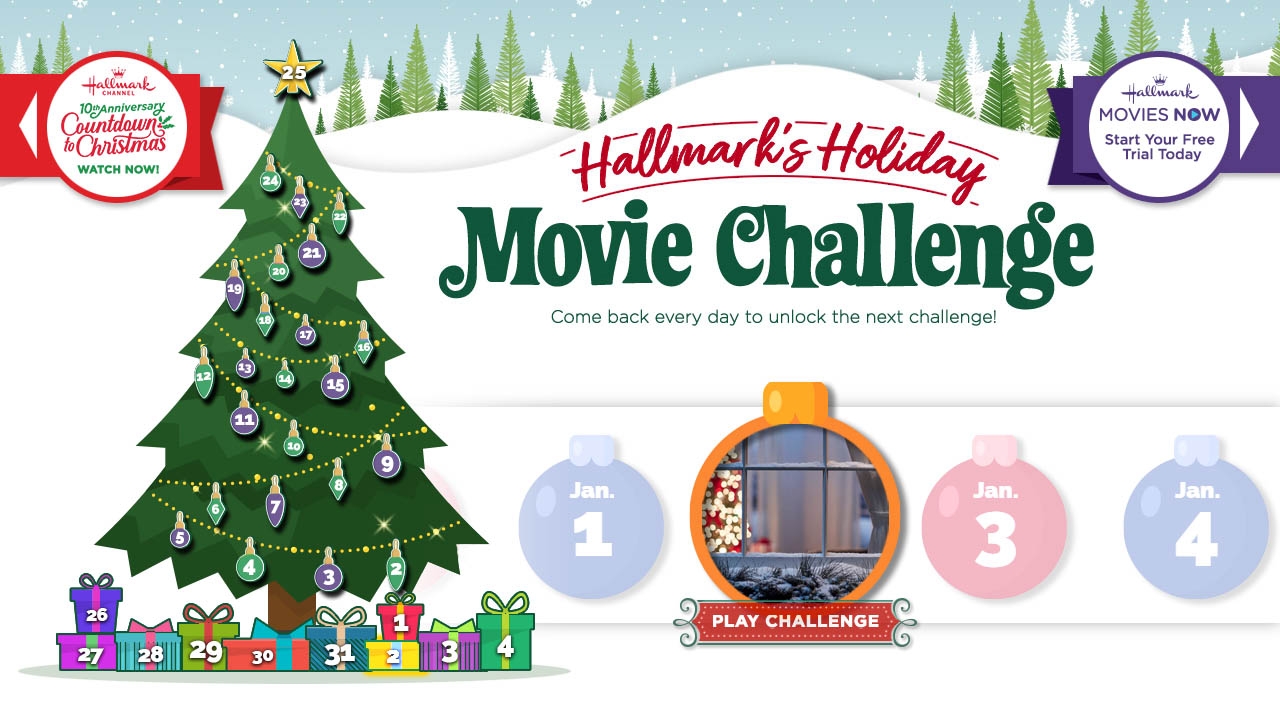 Hallmark
CHANNEL
10th Anniversary
Countdown
to Christmas
WATCH NOW!
Hallmark
MOVIES NOW
Start Your Free
Trial Today
Hallmark's Holiday
Movie Challenge
Come back every day to unlock the next challenge!
25
24
23
22
21
20
19
18
17
16
15
14
13
12
11
10
9
8
7
6
5
4
3
2
26
27
28
29
30
31
1
2
3
4
Jan.
1
PLAY CHALLENGE
Jan.
3
Jan.
4